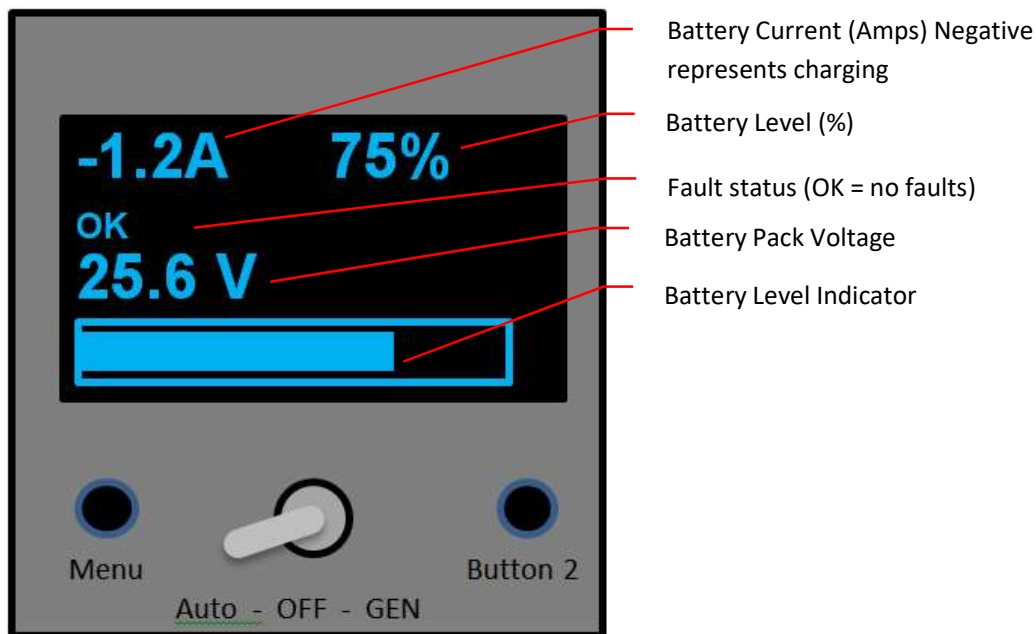 Battery Current (Amps) Negative
represents charging
-1.2A 75%
Battery Level (%)
Fault status (OK = no faults)
OK
Battery Pack Voltage
25.6 V
Battery Level Indicator
Menu
Button 2
Auto - OFF - GEN